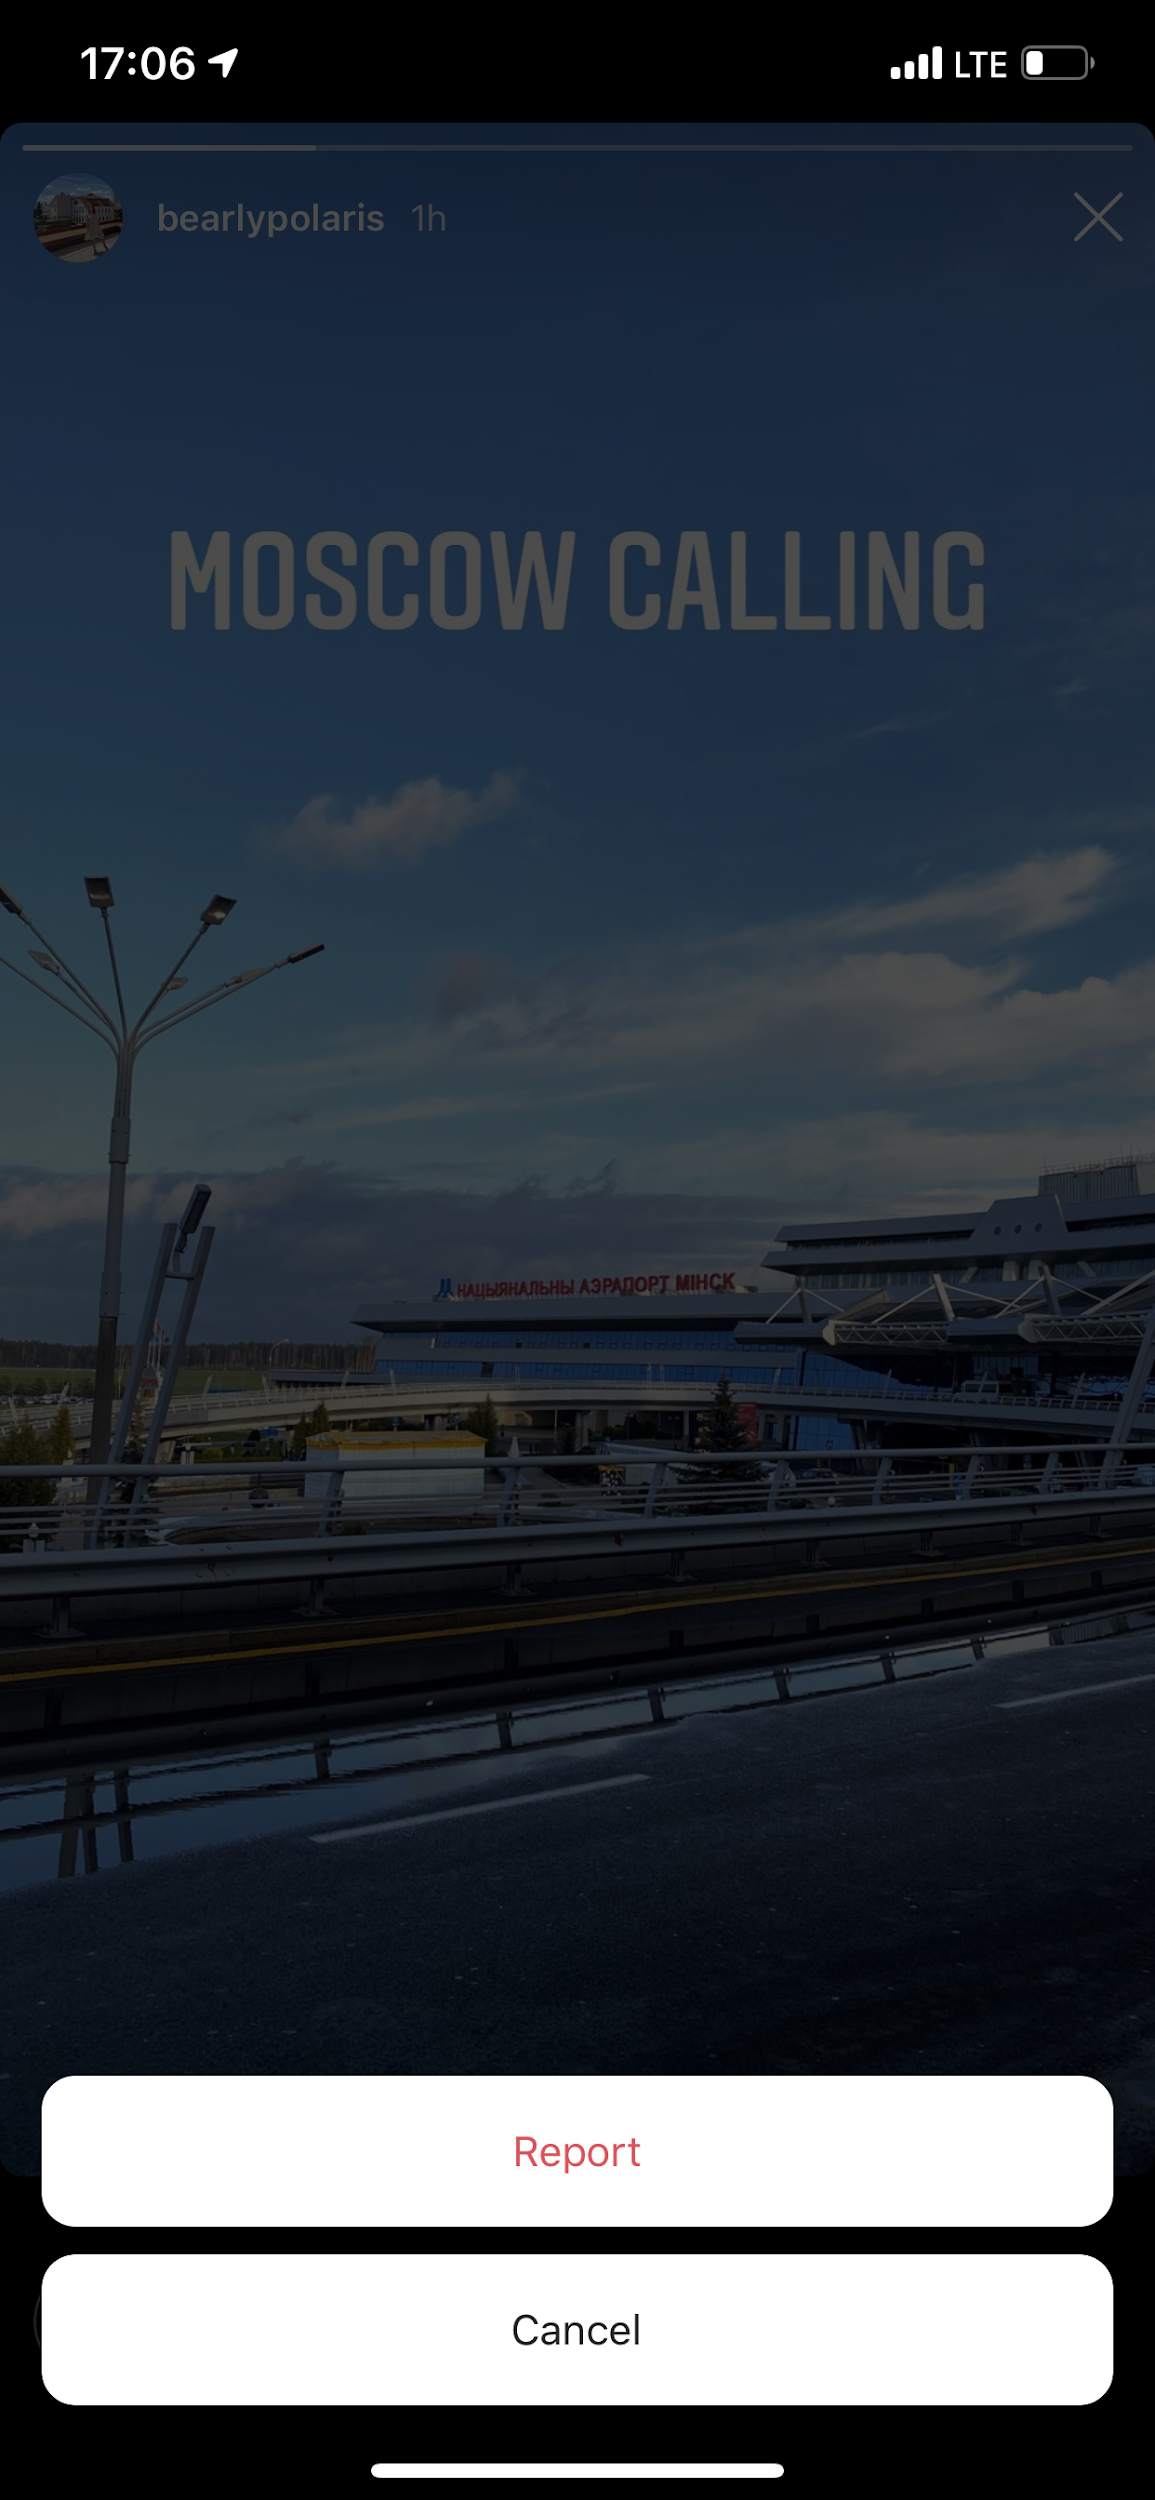 17:06
LTE
bearlypolaris 1h
MOSCOW CALLING
НАЦЫЯНАЛЬНЫ АЭРАПОРТ МІНСК
Report
Cancel